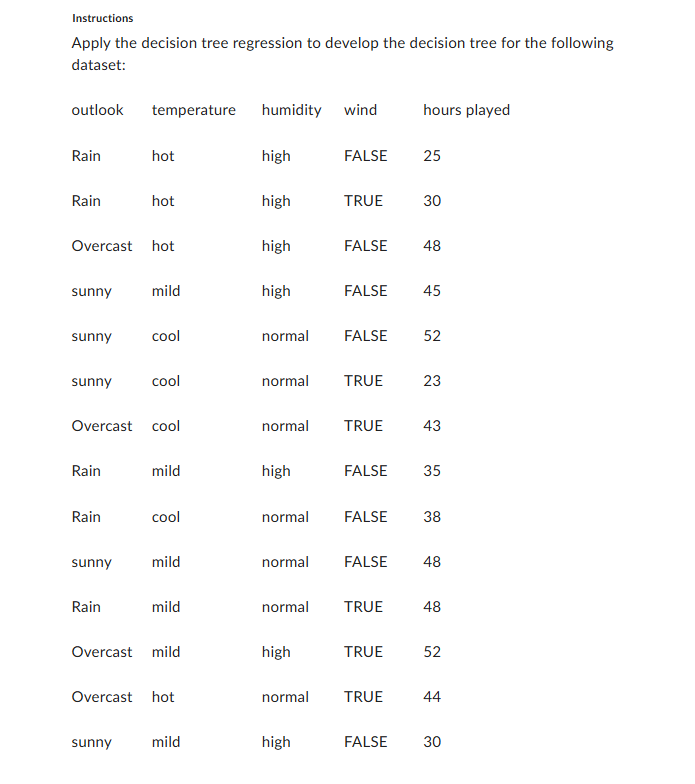 Instructions
Apply the decision tree regression to develop the decision tree for the following
dataset:
outlook temperature humidity wind hours played
Rain hot high FALSE 25
Rain hot high TRUE 30
Overcast hot high FALSE 48
sunny mild high FALSE 45
sunny cool normal FALSE 52
sunny cool normal TRUE 23
Overcast cool normal TRUE 43
Rain mild high FALSE 35
Rain cool normal FALSE 38
sunny mild normal FALSE 48
Rain mild normal TRUE 48
Overcast mild high TRUE 52
Overcast hot normal TRUE 44
sunny mild high FALSE 30